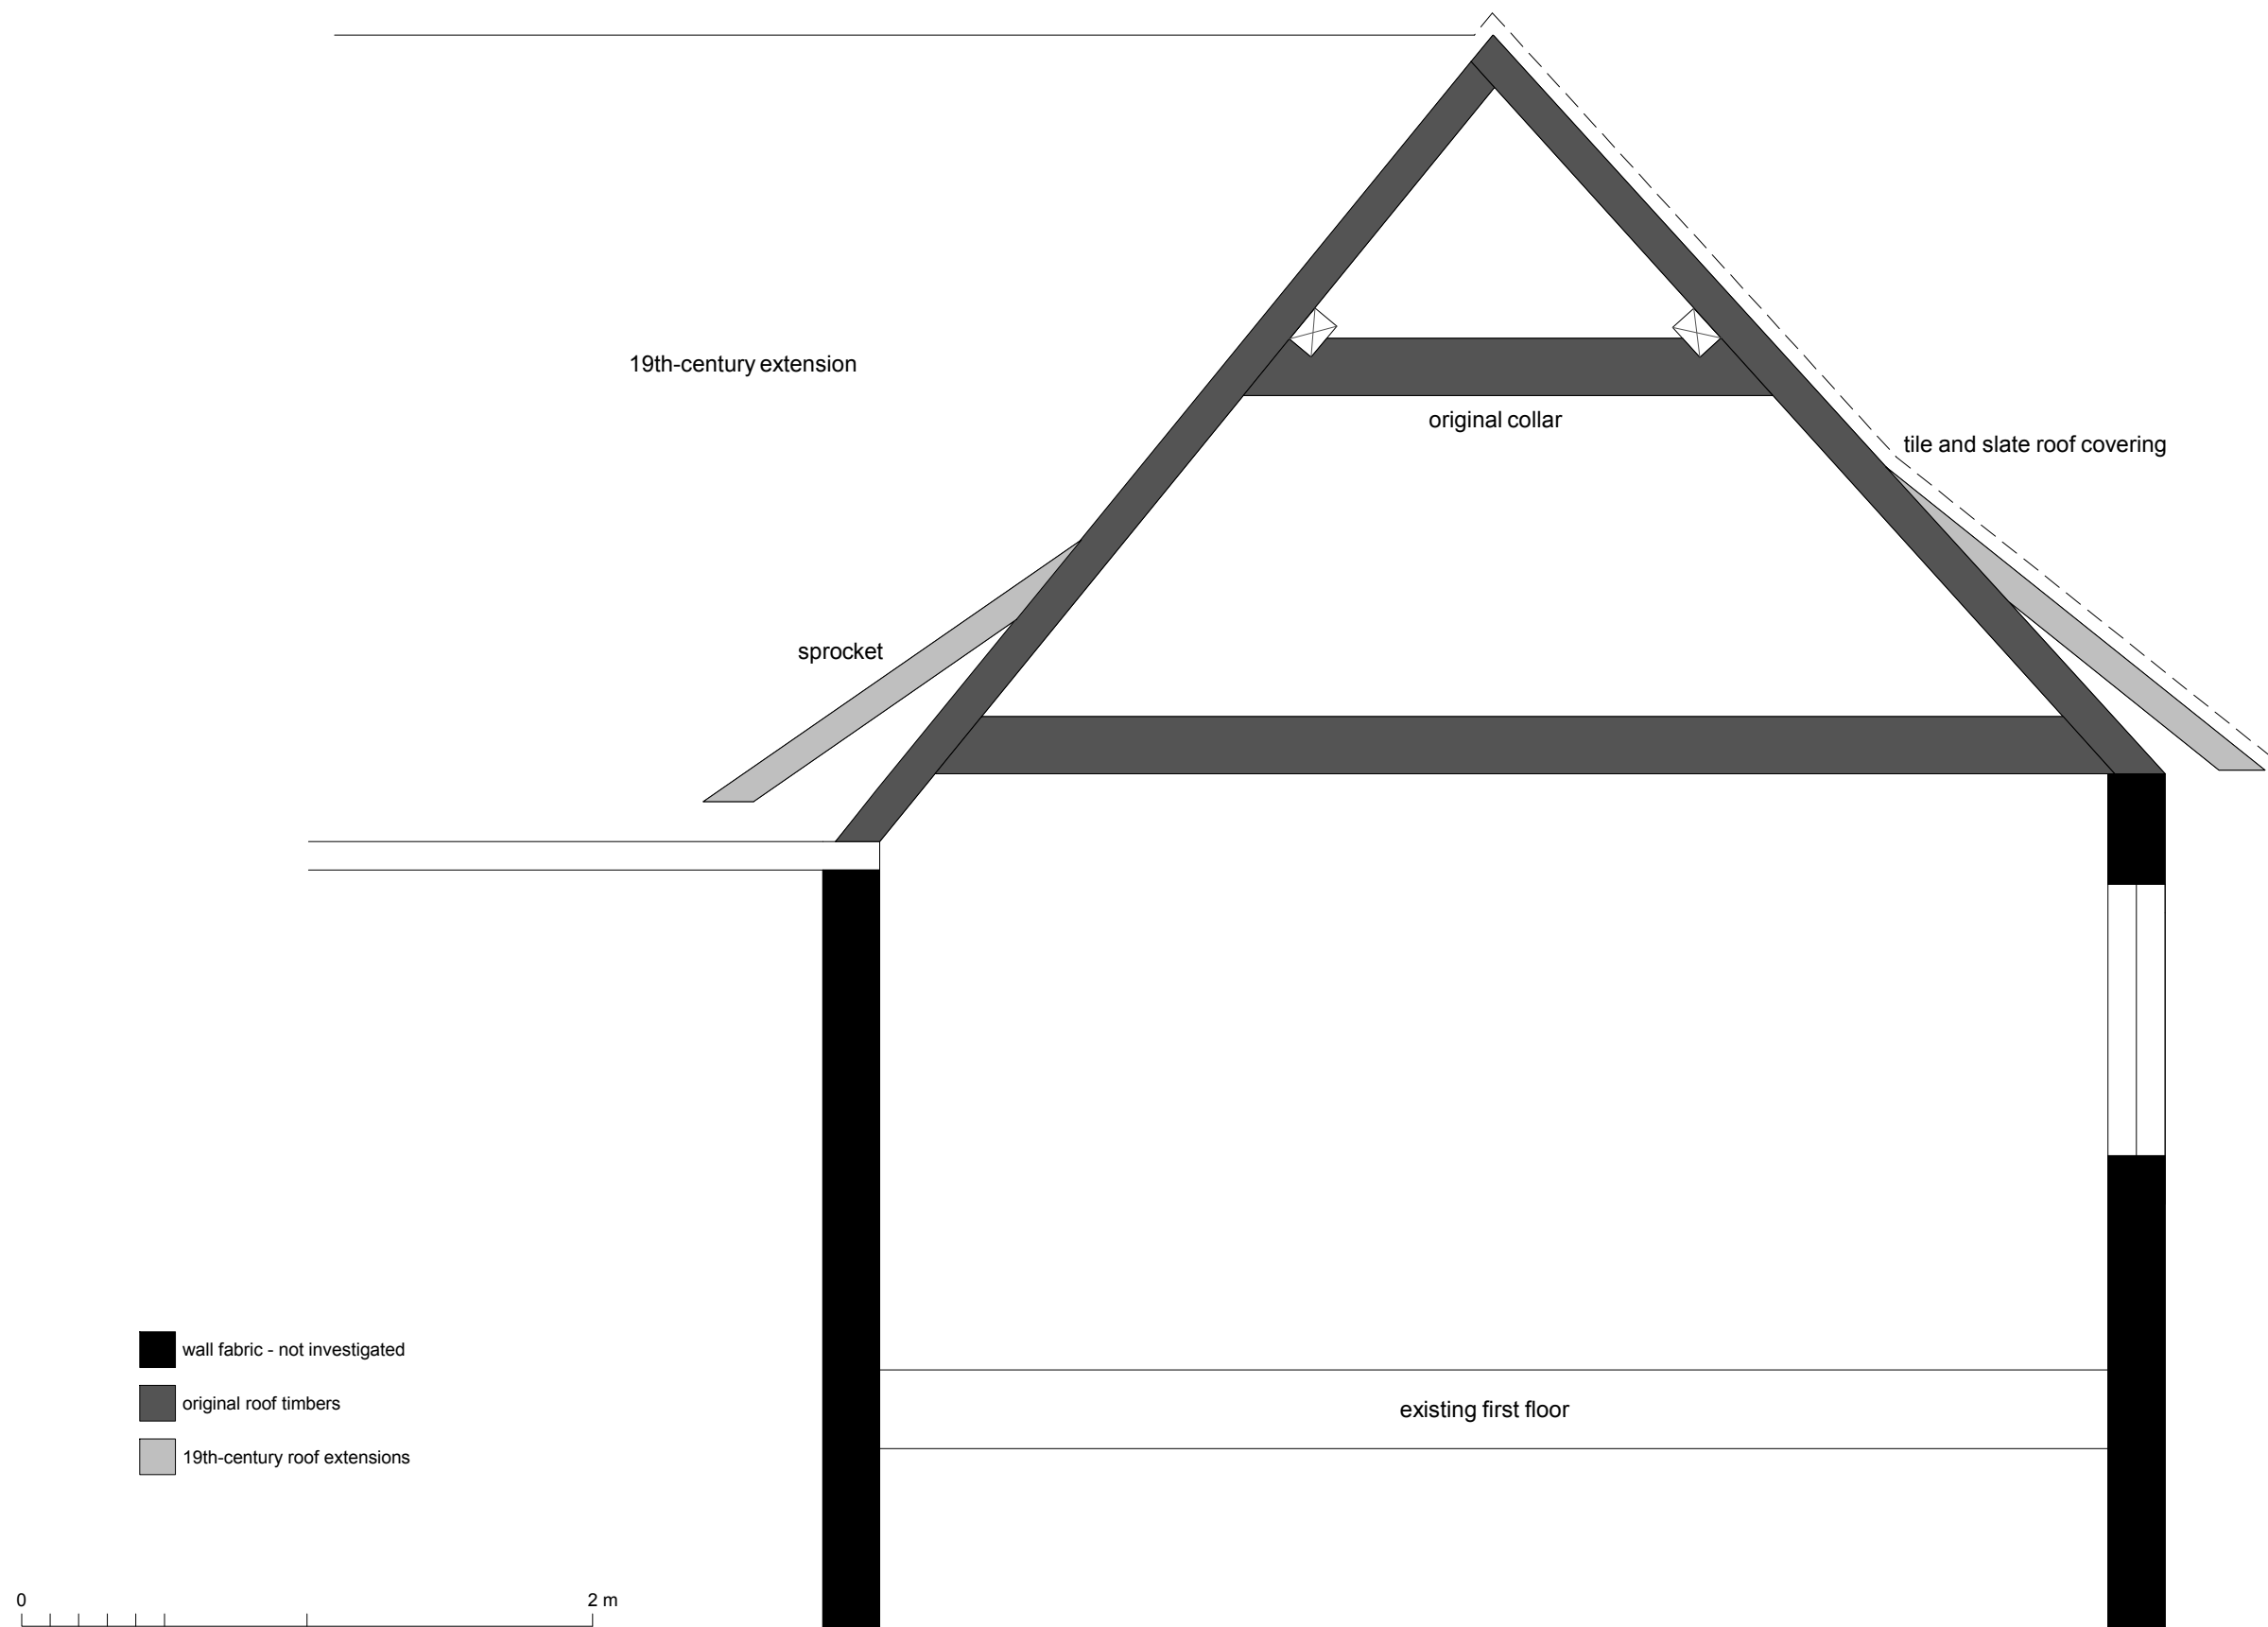 19th-century extension
original collar
tile and slate roof covering
sprocket
wall fabric - not investigated
original roof timbers
existing first floor
19th-century roof extensions
0
2 m